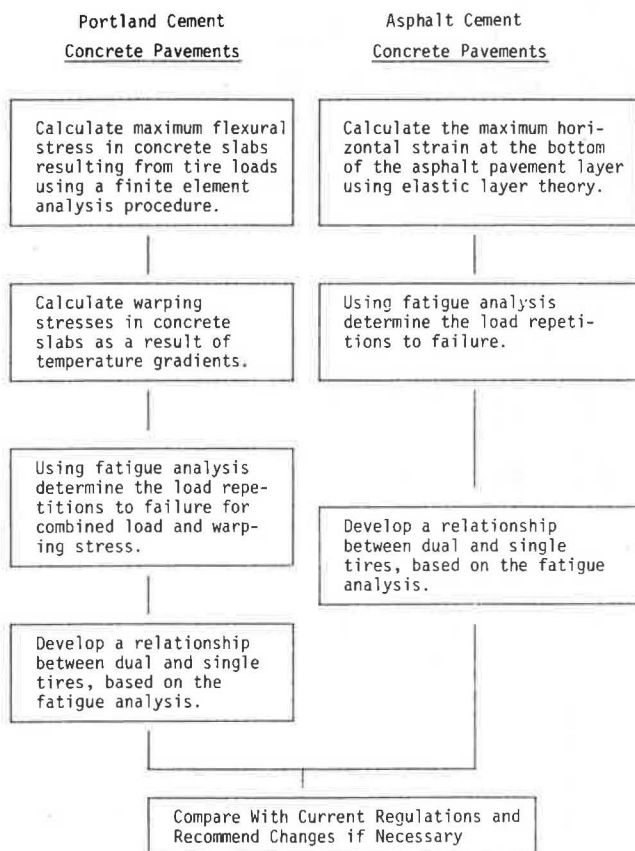 Portland Cement
Concrete Pavements
Asphalt Cement
Concrete Pavements
Calculate maximum flexural
stress in concrete slabs
resulting from tire loads
using a finite element
analysis procedure.
Calculate the maximum hori-
zontal strain at the bottom
of the asphalt pavement layer
using elastic layer theory.
Calculate warping
stresses in concrete
slabs as a result of
temperature gradients.
Using fatigue analysis
determine the load repeti-
tions to failure.
Using fatigue analysis
determine the load repe-
titions to failure for
combined load and warp-
ing stress.
Develop a relationship
between dual and single
tires, based on the fatigue
analysis.
Develop a relationship
between dual and single
tires, based on the
fatigue analysis.
Compare With Current Regulations and
Recommend Changes if Necessary